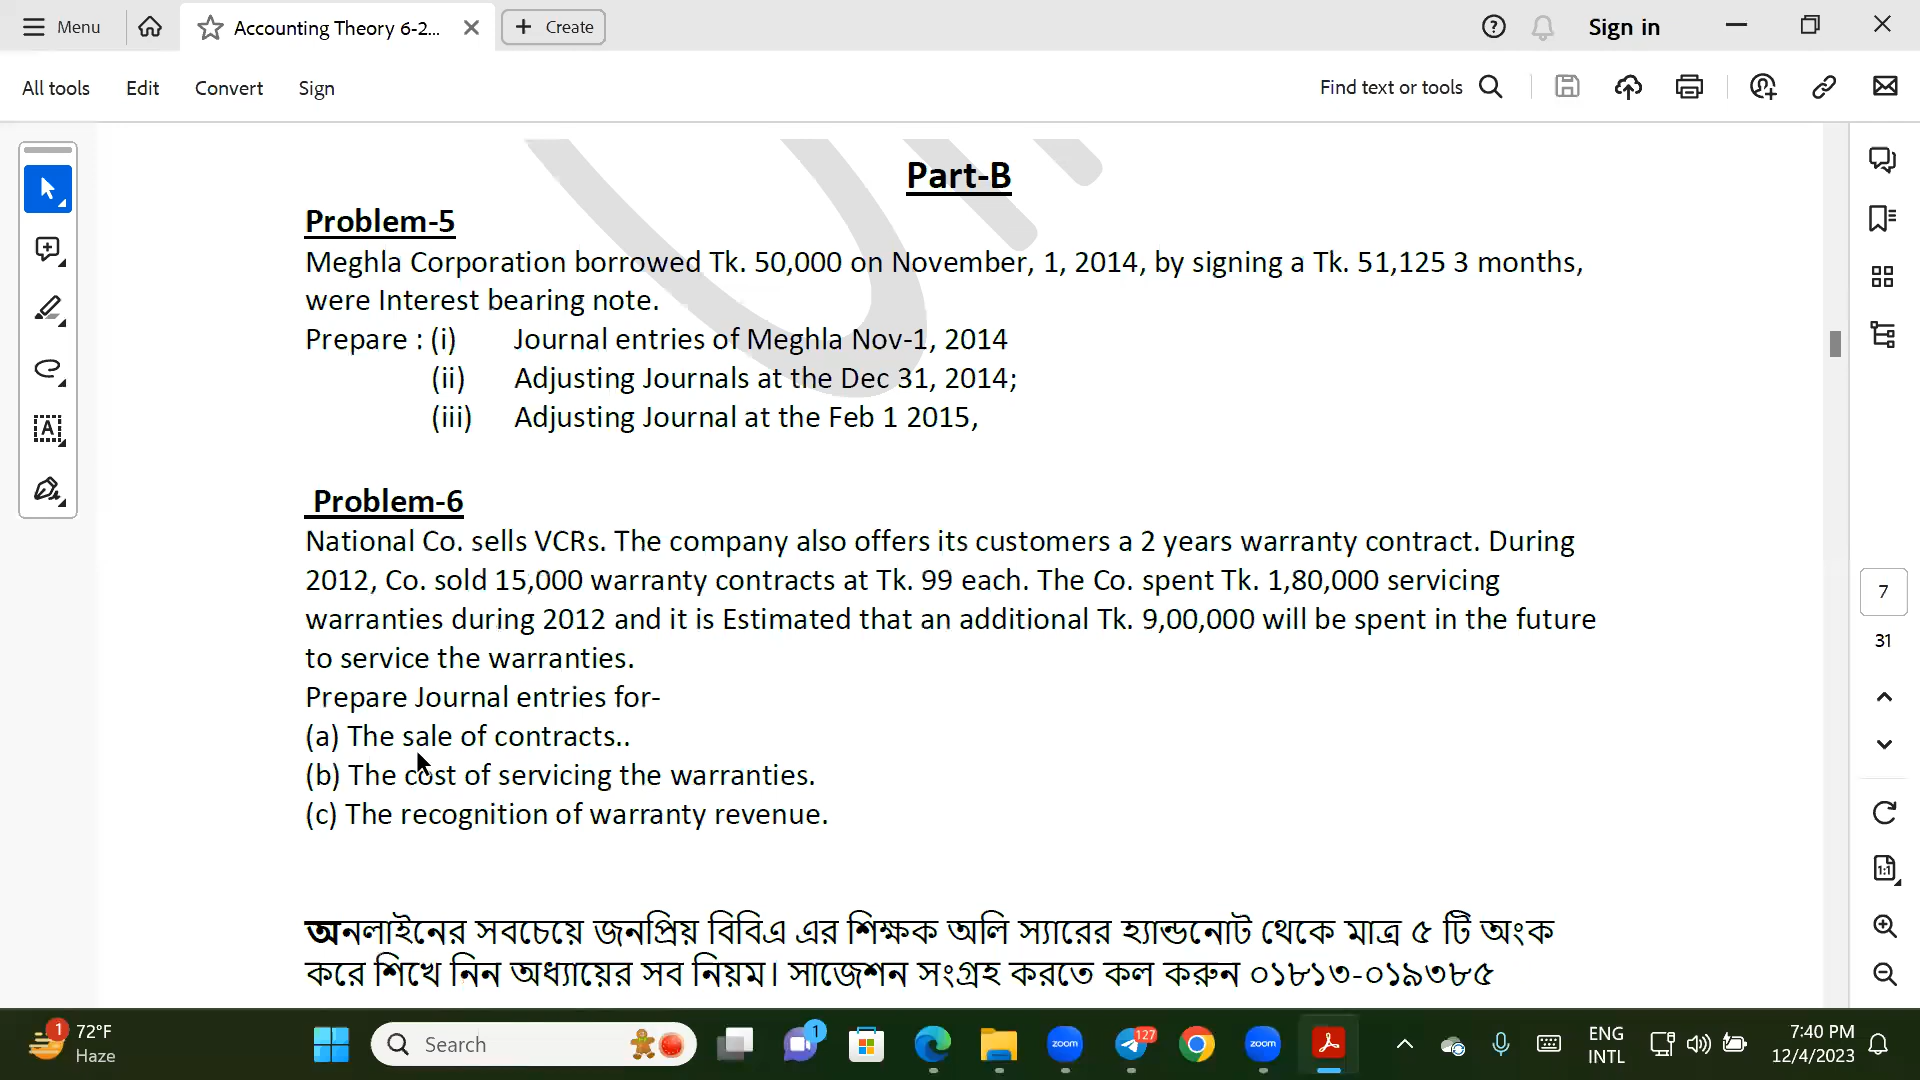 Menu
Accounting Theory 6-2...
Create
Sign in
All tools
Edit
Convert
Sign
Find text or tools
Part-B
Problem-5
Meghla Corporation borrowed Tk. 50,000 on November, 1, 2014, by signing a Tk. 51,125 3 months,
were Interest bearing note.
Prepare : (i) Journal entries of Meghla Nov-1, 2014
(ii) Adjusting Journals at the Dec 31, 2014;
(iii) Adjusting Journal at the Feb 1 2015,
Problem-6
National Co. sells VCRs. The company also offers its customers a 2 years warranty contract. During
2012, Co. sold 15,000 warranty contracts at Tk. 99 each. The Co. spent Tk. 1,80,000 servicing
warranties during 2012 and it is Estimated that an additional Tk. 9,00,000 will be spent in the future
to service the warranties.
Prepare Journal entries for-
(a) The sale of contracts..
(b) The cost of servicing the warranties.
(c) The recognition of warranty revenue.
অনলাইনের সবচেয়ে জনপ্রিয় বিবিএ এর শিক্ষক অলি স্যারের হ্যান্ডনোট থেকে মাত্র ৫ টি অংক
করে শিখে নিন অধ্যায়ের সব নিয়ম। সাজেশন সংগ্রহ করতে কল করুন ০১৮১৩-০১৯৩৮৫
7
31
1:1
1
72°F
Haze
Search
1
zoom
127
zoom
ENG
INTL
7:40 PM
12/4/2023